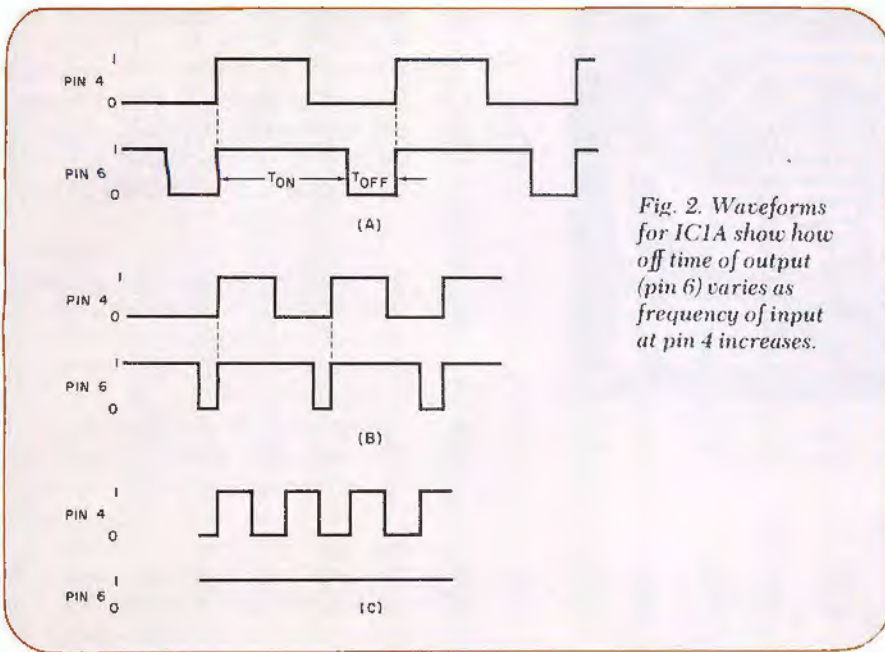 1
PIN 4
0
1
PIN 6
0
TON
TOFF
(A)
1
PIN 4
0
1
PIN 6
0
(B)
1
PIN 4
0
1
PIN 6
0
(C)
Fig. 2. Waveforms
for IC1A show how
off time of output
(pin 6) varies as
frequency of input
at pin 4 increases.